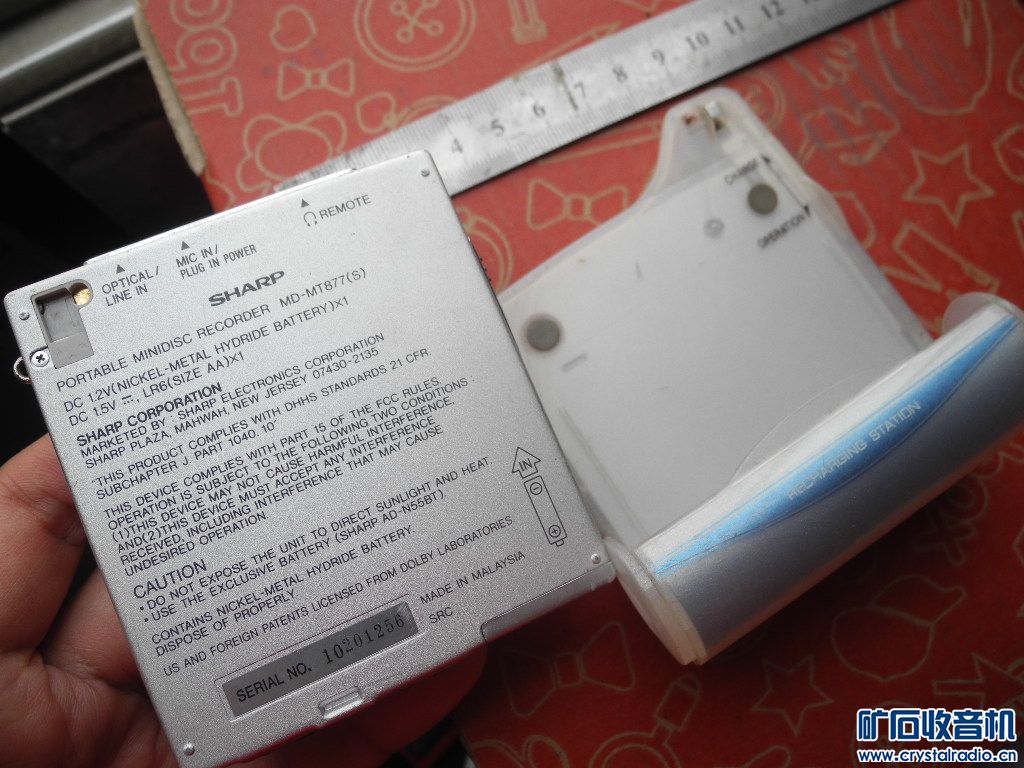 OPTICAL/
LINE IN
MIC IN/
PLUG IN POWER
REMOTE
SHARP
PORTABLE MINIDISC RECORDER MD-MT877(S)
DC 1.2V(NICKEL-METAL HYDRIDE BATTERY)X1
DC 1.5V ⎓, LR6(SIZE AA)X1
SHARP CORPORATION
MARKETED BY SHARP ELECTRONICS CORPORATION
SHARP PLAZA, MAHWAH, NEW JERSEY 07430-2135
"THIS PRODUCT COMPLIES WITH DHHS STANDARDS 21 CFR,
SUBCHAPTER J, PART 1040.10"
THIS DEVICE COMPLIES WITH PART 15 OF THE FCC RULES.
OPERATION IS SUBJECT TO THE FOLLOWING TWO CONDITIONS :
(1)THIS DEVICE MAY NOT CAUSE HARMFUL INTERFERENCE,
AND(2)THIS DEVICE MUST ACCEPT ANY INTERFERENCE
RECEIVED, INCLUDING INTERFERENCE THAT MAY CAUSE
UNDESIRED OPERATION.
CAUTION
• DO NOT EXPOSE THE UNIT TO DIRECT SUNLIGHT AND HEAT.
• USE THE EXCLUSIVE BATTERY (SHARP AD-N55BT).
CONTAINS NICKEL-METAL HYDRIDE BATTERY.
DISPOSE OF PROPERLY.
US AND FOREIGN PATENTS LICENSED FROM DOLBY LABORATORIES
IN
SERIAL NO. 10201256
MADE IN MALAYSIA
SRC
4 5 6 7 8 9 10 11 12
CHARGE
OPERATION
RECHARGING STATION
矿石收音机
www.crystalradio.cn